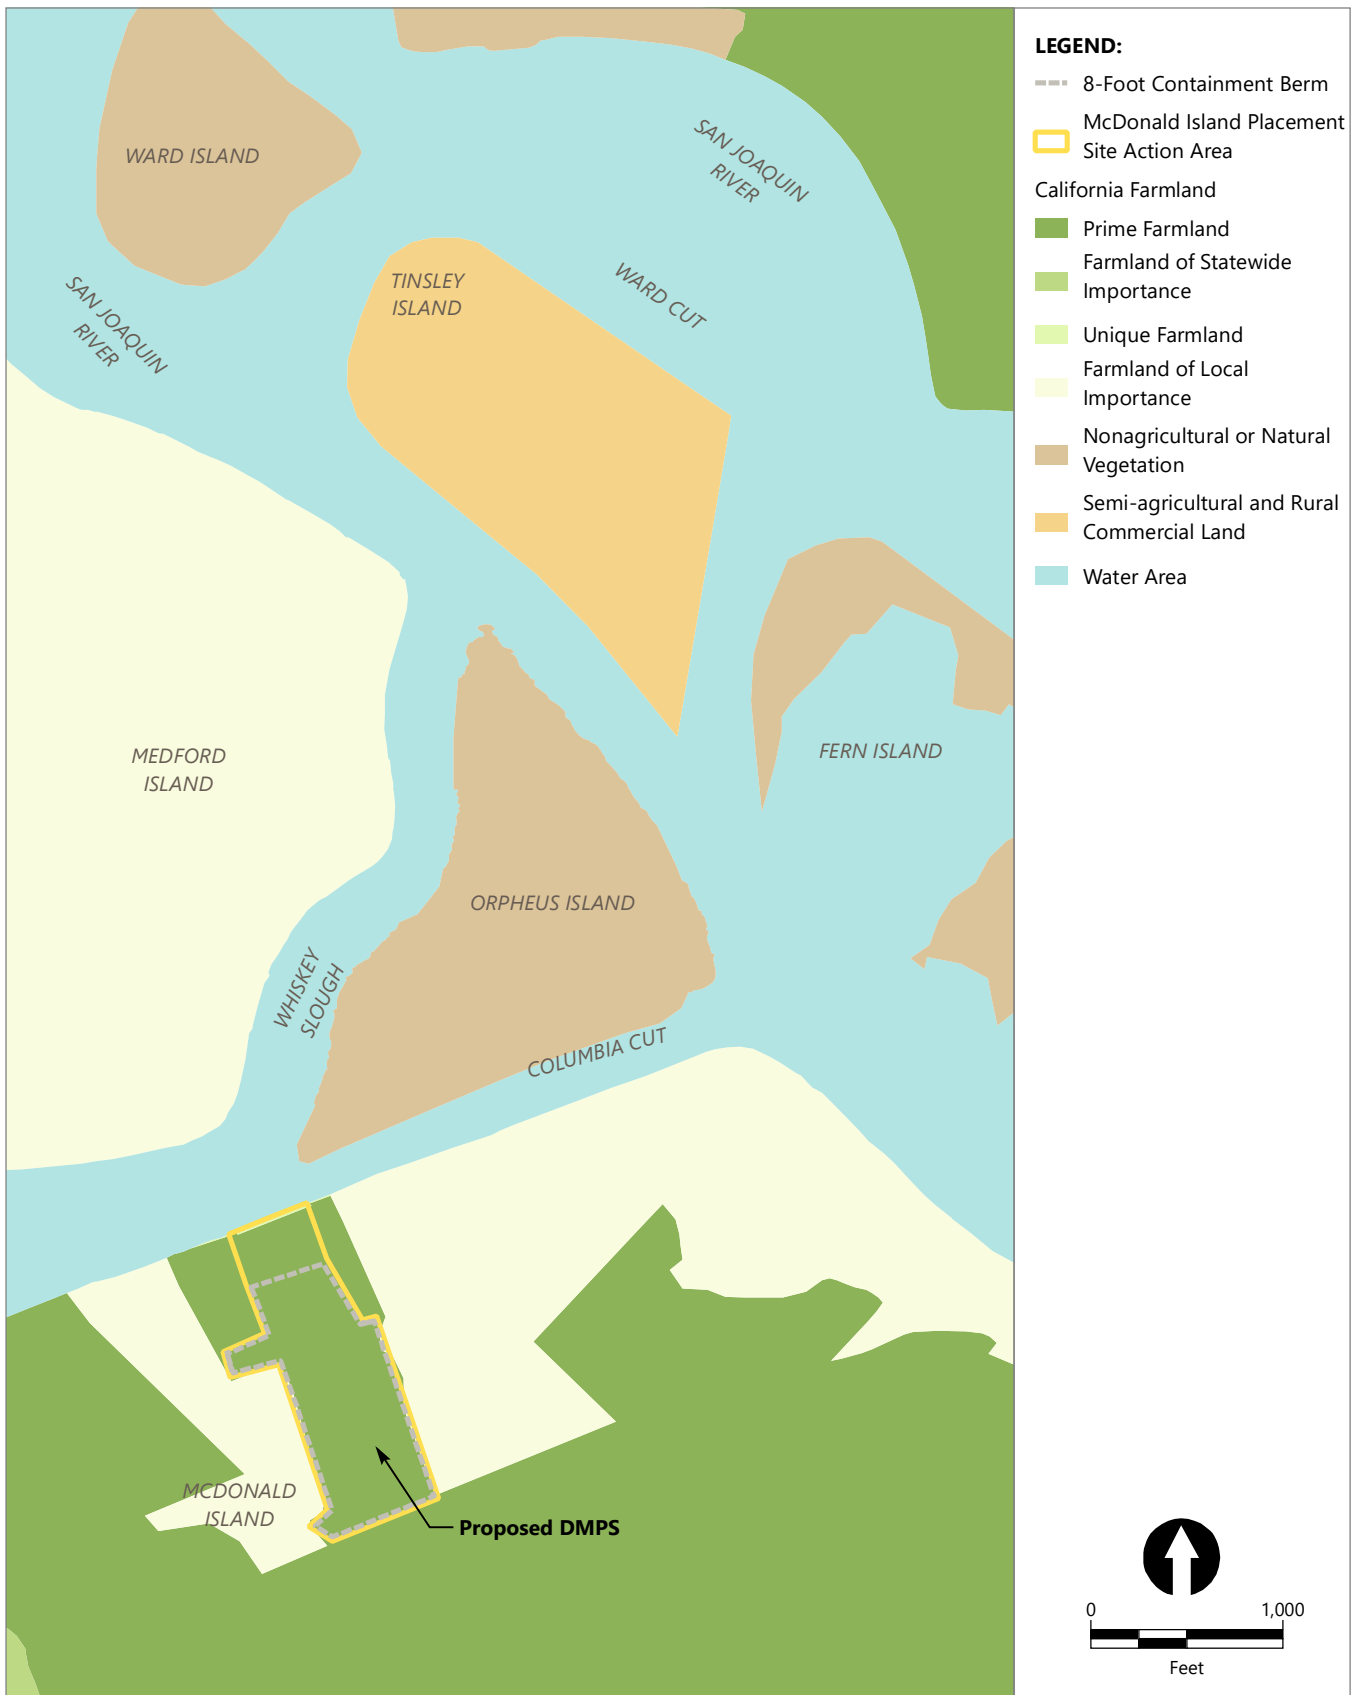 WARD ISLAND
SAN JOAQUIN
RIVER
SAN JOAQUIN
RIVER
TINSLEY
ISLAND
WARD CUT
MEDFORD
ISLAND
FERN ISLAND
ORPHEUS ISLAND
WHISKEY
SLOUGH
COLUMBIA CUT
MCDONALD
ISLAND
Proposed DMPS
LEGEND:
8-Foot Containment Berm
McDonald Island Placement
Site Action Area
California Farmland
Prime Farmland
Farmland of Statewide
Importance
Unique Farmland
Farmland of Local
Importance
Nonagricultural or Natural
Vegetation
Semi-agricultural and Rural
Commercial Land
Water Area
0 1,000
Feet